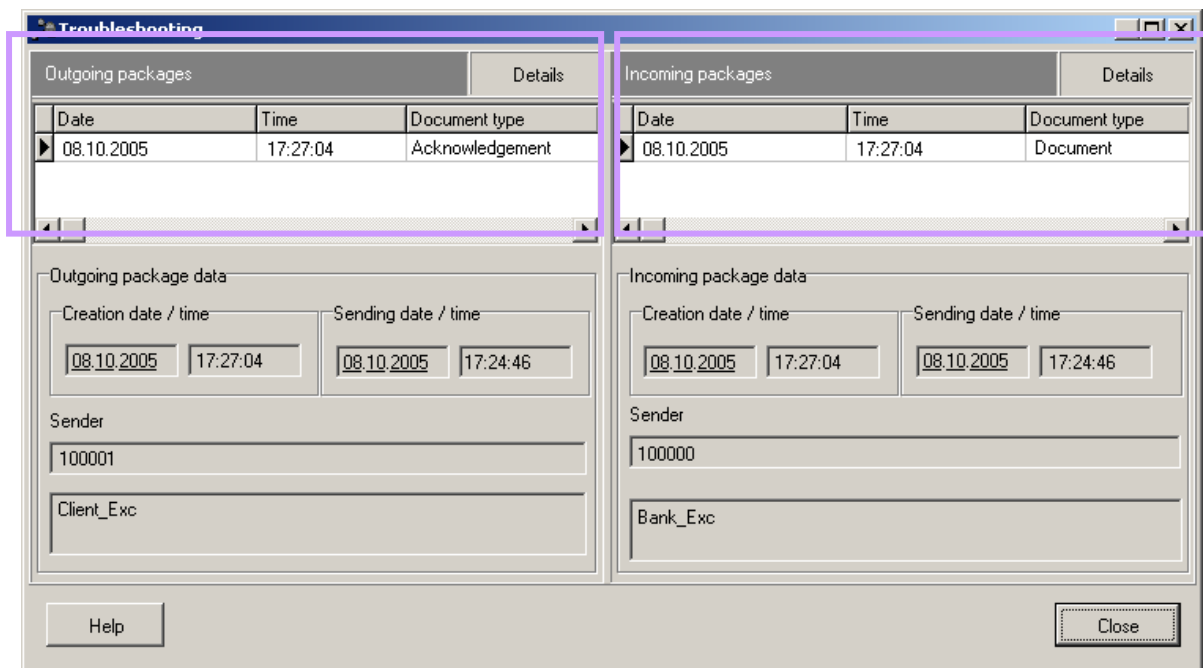 Troubleshooting
Outgoing packages Details
Date Time Document type
08.10.2005 17:27:04 Acknowledgement
Outgoing package data
Creation date / time Sending date / time
08.10.2005 17:27:04 08.10.2005 17:24:46
Sender
100001
Client_Exc
Incoming packages Details
Date Time Document type
08.10.2005 17:27:04 Document
Incoming package data
Creation date / time Sending date / time
08.10.2005 17:27:04 08.10.2005 17:24:46
Sender
100000
Bank_Exc
Help Close